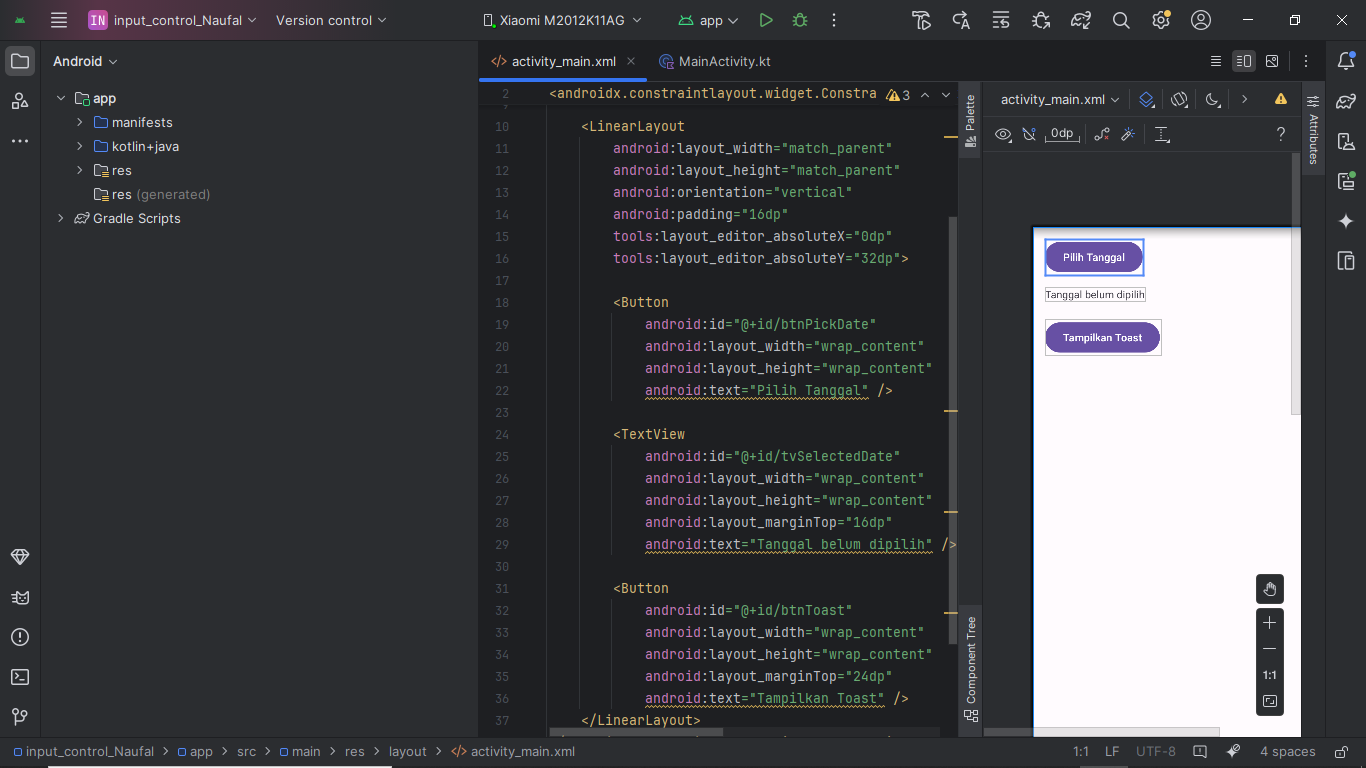 IN input_control_Naufal Version control Xiaomi M2012K11AG app
Android
activity_main.xml MainActivity.kt
app
manifests
kotlin+java
res
res (generated)
Gradle Scripts
2 <androidx.constraintlayout.widget.Constra 3
10 <LinearLayout
11 android:layout_width="match_parent"
12 android:layout_height="match_parent"
13 android:orientation="vertical"
14 android:padding="16dp"
15 tools:layout_editor_absoluteX="0dp"
16 tools:layout_editor_absoluteY="32dp">
17
18 <Button
19 android:id="@+id/btnPickDate"
20 android:layout_width="wrap_content"
21 android:layout_height="wrap_content"
22 android:text="Pilih Tanggal" />
23
24 <TextView
25 android:id="@+id/tvSelectedDate"
26 android:layout_width="wrap_content"
27 android:layout_height="wrap_content"
28 android:layout_marginTop="16dp"
29 android:text="Tanggal belum dipilih" />
30
31 <Button
32 android:id="@+id/btnToast"
33 android:layout_width="wrap_content"
34 android:layout_height="wrap_content"
35 android:layout_marginTop="24dp"
36 android:text="Tampilkan Toast" />
37 </LinearLayout>
Palette
Component Tree
activity_main.xml
0dp
?
Attributes
Pilih Tanggal
Tanggal belum dipilih
Tampilkan Toast
1:1
input_control_Naufal > app > src > main > res > layout > activity_main.xml
1:1 LF UTF-8 4 spaces